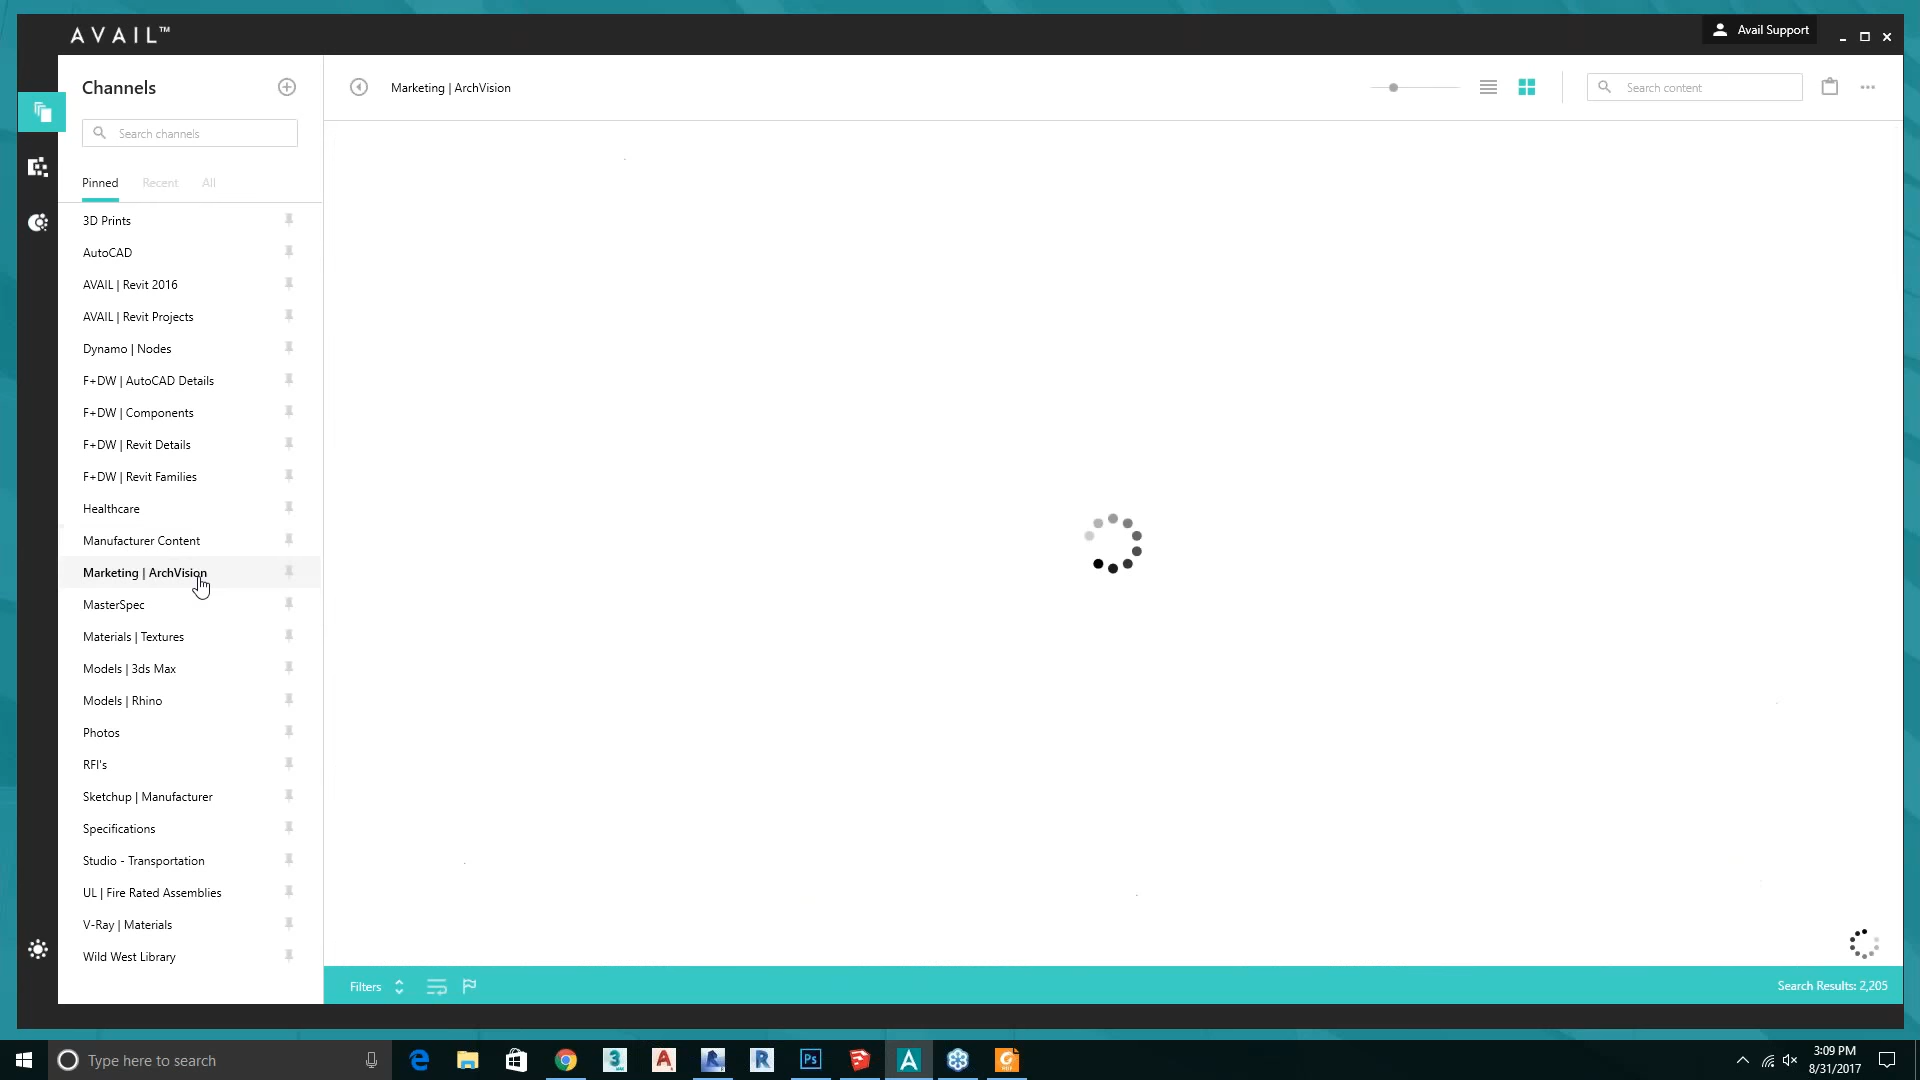 AVAIL™
Avail Support
Channels
Marketing | ArchVision
Search content
Search channels
Pinned
Recent
All
3D Prints
AutoCAD
AVAIL | Revit 2016
AVAIL | Revit Projects
Dynamo | Nodes
F+DW | AutoCAD Details
F+DW | Components
F+DW | Revit Details
F+DW | Revit Families
Healthcare
Manufacturer Content
Marketing | ArchVision
MasterSpec
Materials | Textures
Models | 3ds Max
Models | Rhino
Photos
RFI's
Sketchup | Manufacturer
Specifications
Studio - Transportation
UL | Fire Rated Assemblies
V-Ray | Materials
Wild West Library
Filters
Search Results: 2,205
Type here to search
3:09 PM
8/31/2017